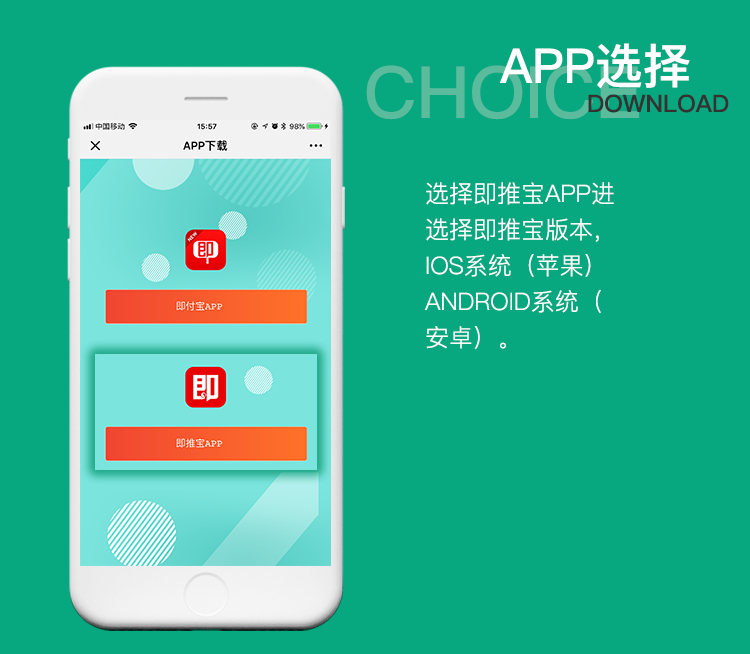 APP选择
CHOICE
DOWNLOAD
中国移动
15:57
98%
APP下载
NEW
即
即付宝APP
即
即推宝APP
选择即推宝APP进
选择即推宝版本，
IOS系统（苹果）
ANDROID系统（
安卓）。